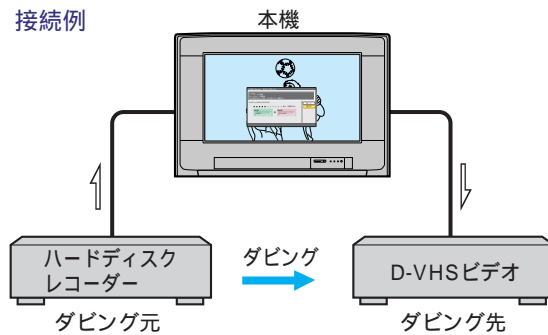 接続例
本機
ハードディスク
レコーダー
ダビング
D-VHSビデオ
ダビング元
ダビング先